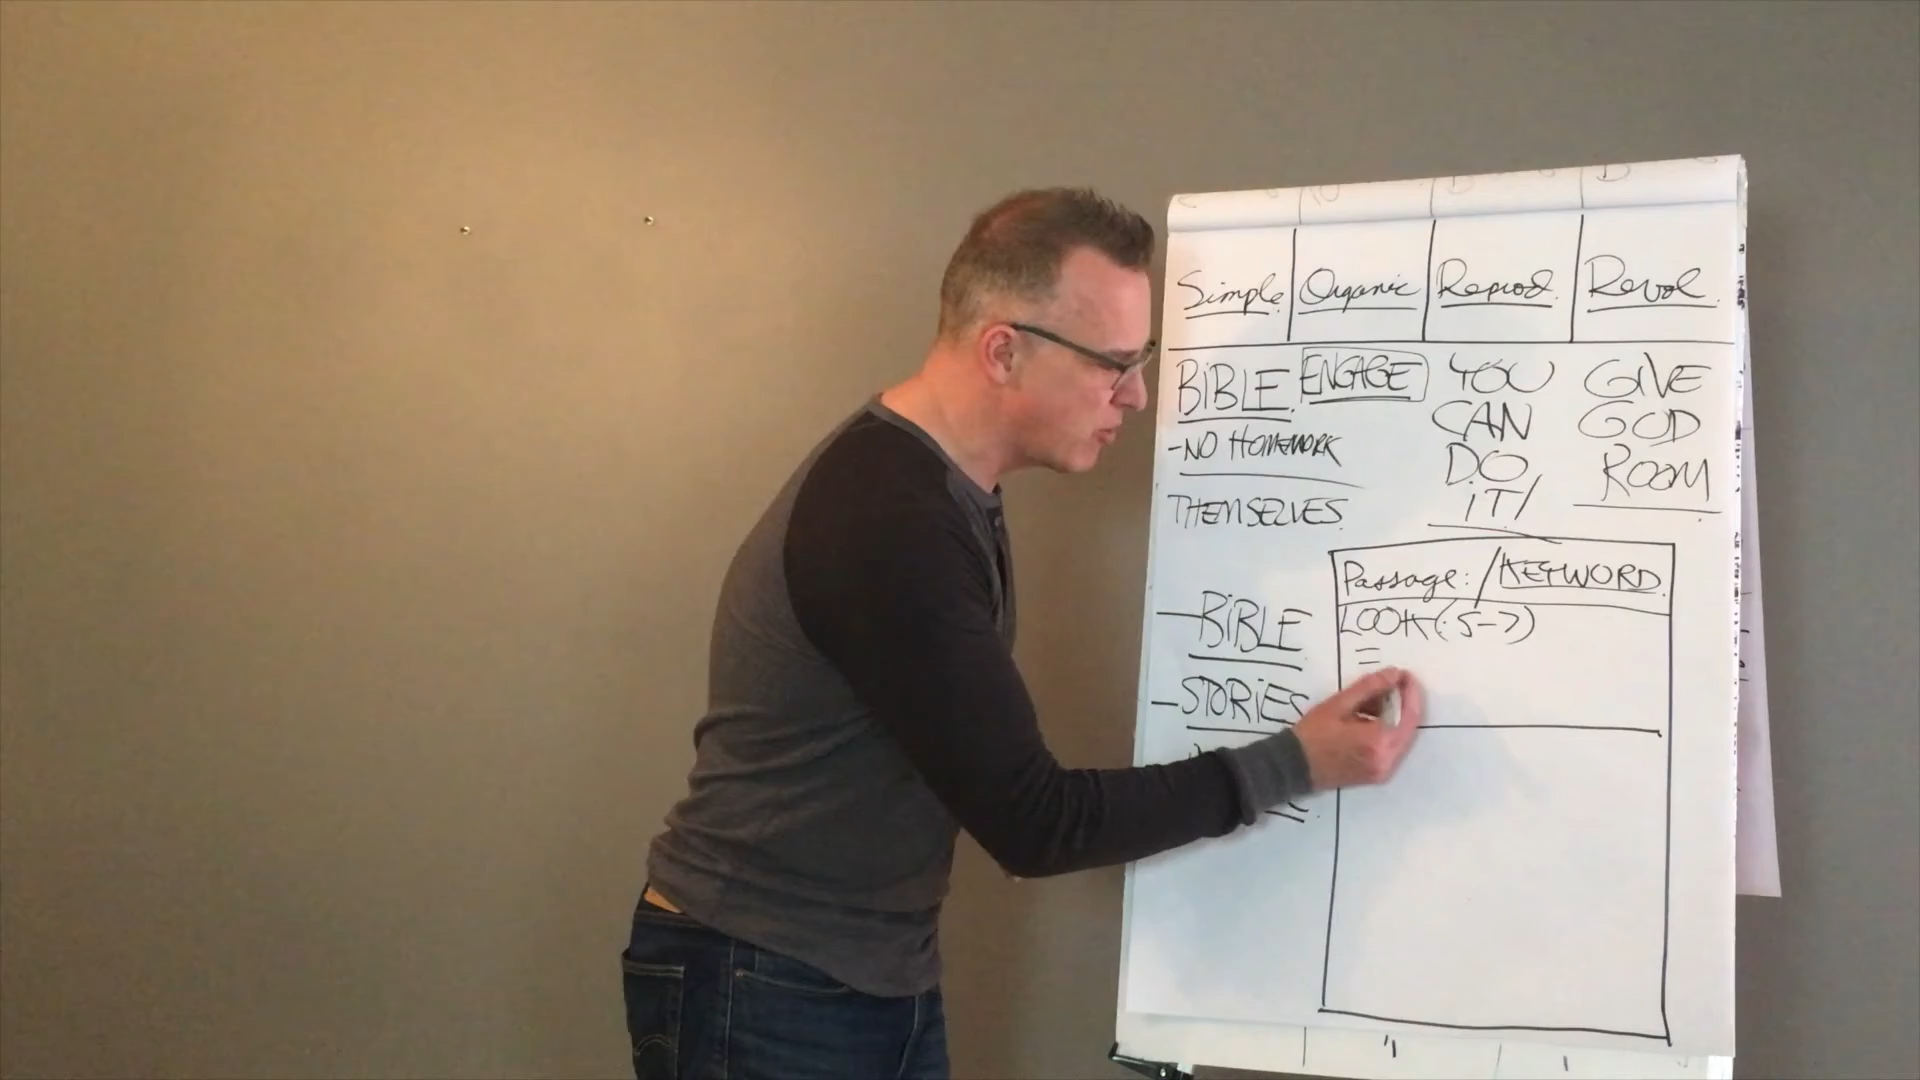 Simple Organic Reprod. Revol.
BiBLE ENGAGE YOU GiVE
-NO HOMEWORK CAN GOD
THEMSELVES. DO ROOM
iT/
Passage: /KEYWORD.
-BiBLE LOOK(:5-7)
-STORiES